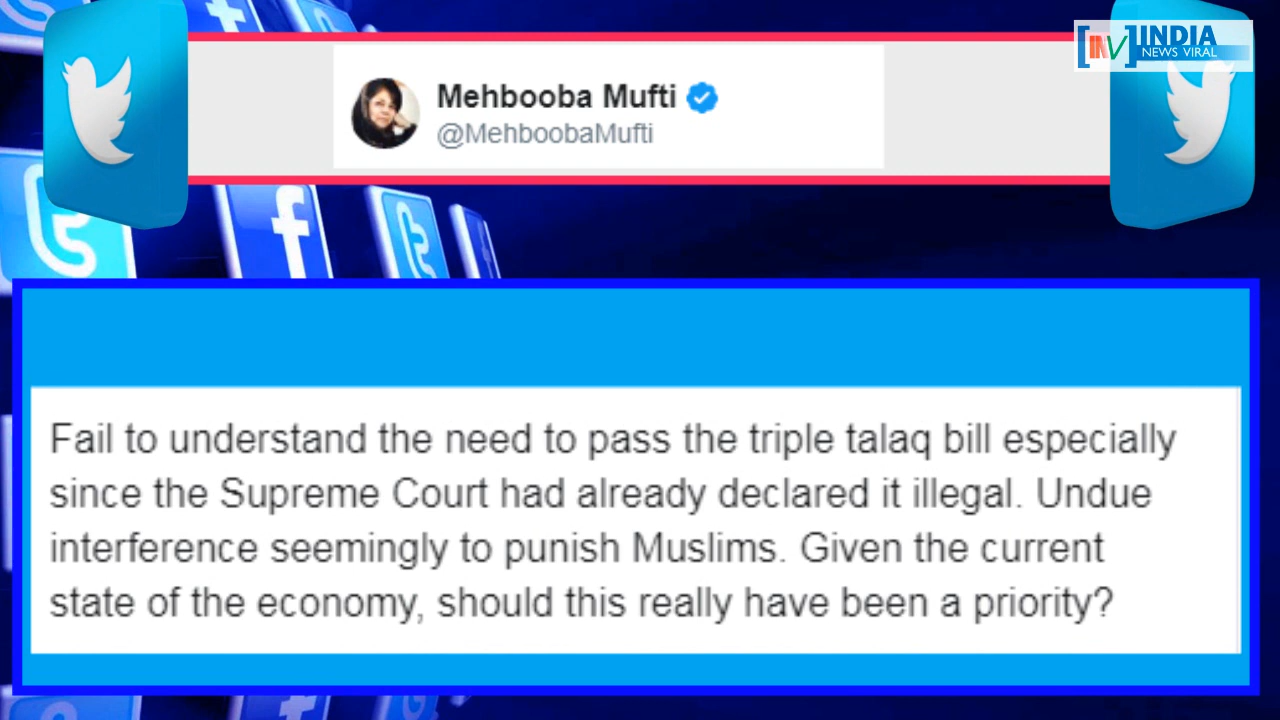 INDIA
NEWS VIRAL
Mehbooba Mufti
@MehboobaMufti
Fail to understand the need to pass the triple talaq bill especially
since the Supreme Court had already declared it illegal. Undue
interference seemingly to punish Muslims. Given the current
state of the economy, should this really have been a priority?